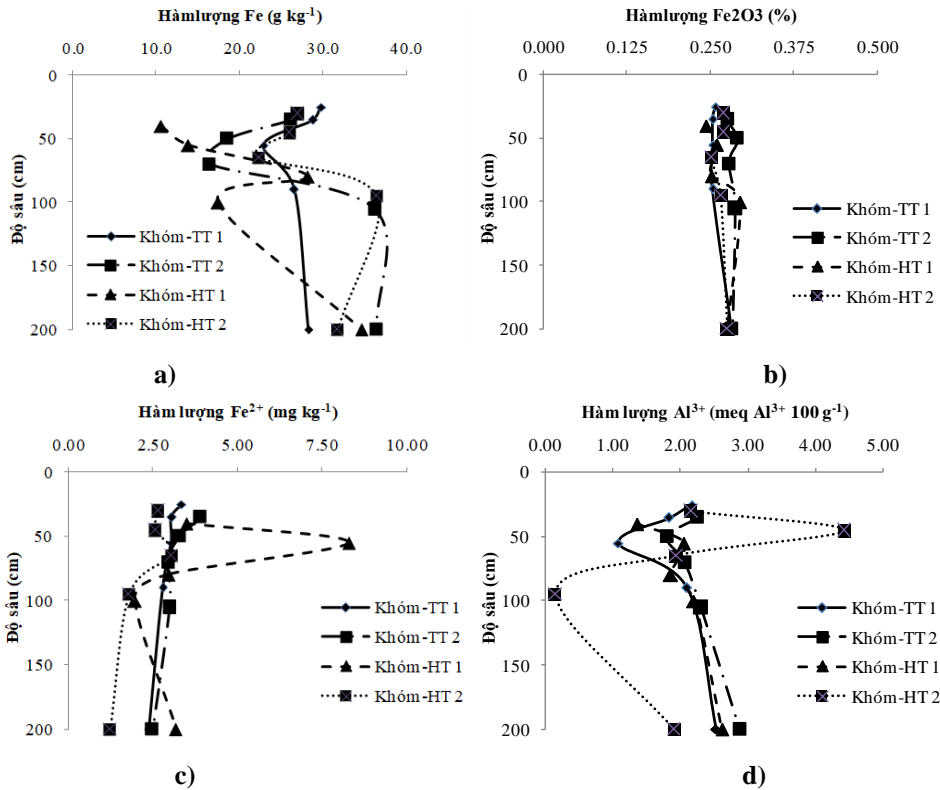 Hàmlượng Fe (g kg⁻¹)
0.0 10.0 20.0 30.0 40.0
0
50
100
150
200
Độ sâu (cm)
Khóm-TT 1
Khóm-TT 2
Khóm-HT 1
Khóm-HT 2
a)
Hàmlượng Fe2O3 (%)
0.000 0.125 0.250 0.375 0.500
0
50
100
150
200
Độ sâu (cm)
Khóm-TT 1
Khóm-TT 2
Khóm-HT 1
Khóm-HT 2
b)
Hàm lượng Fe²⁺ (mg kg⁻¹)
0.00 2.50 5.00 7.50 10.00
0
50
100
150
200
Độ sâu (cm)
Khóm-TT 1
Khóm-TT 2
Khóm-HT 1
Khóm-HT 2
c)
Hàm lượng Al³⁺ (meq Al³⁺ 100 g⁻¹)
0.00 1.00 2.00 3.00 4.00 5.00
0
50
100
150
200
Độ sâu (cm)
Khóm-TT 1
Khóm-TT 2
Khóm-HT 1
Khóm-HT 2
d)